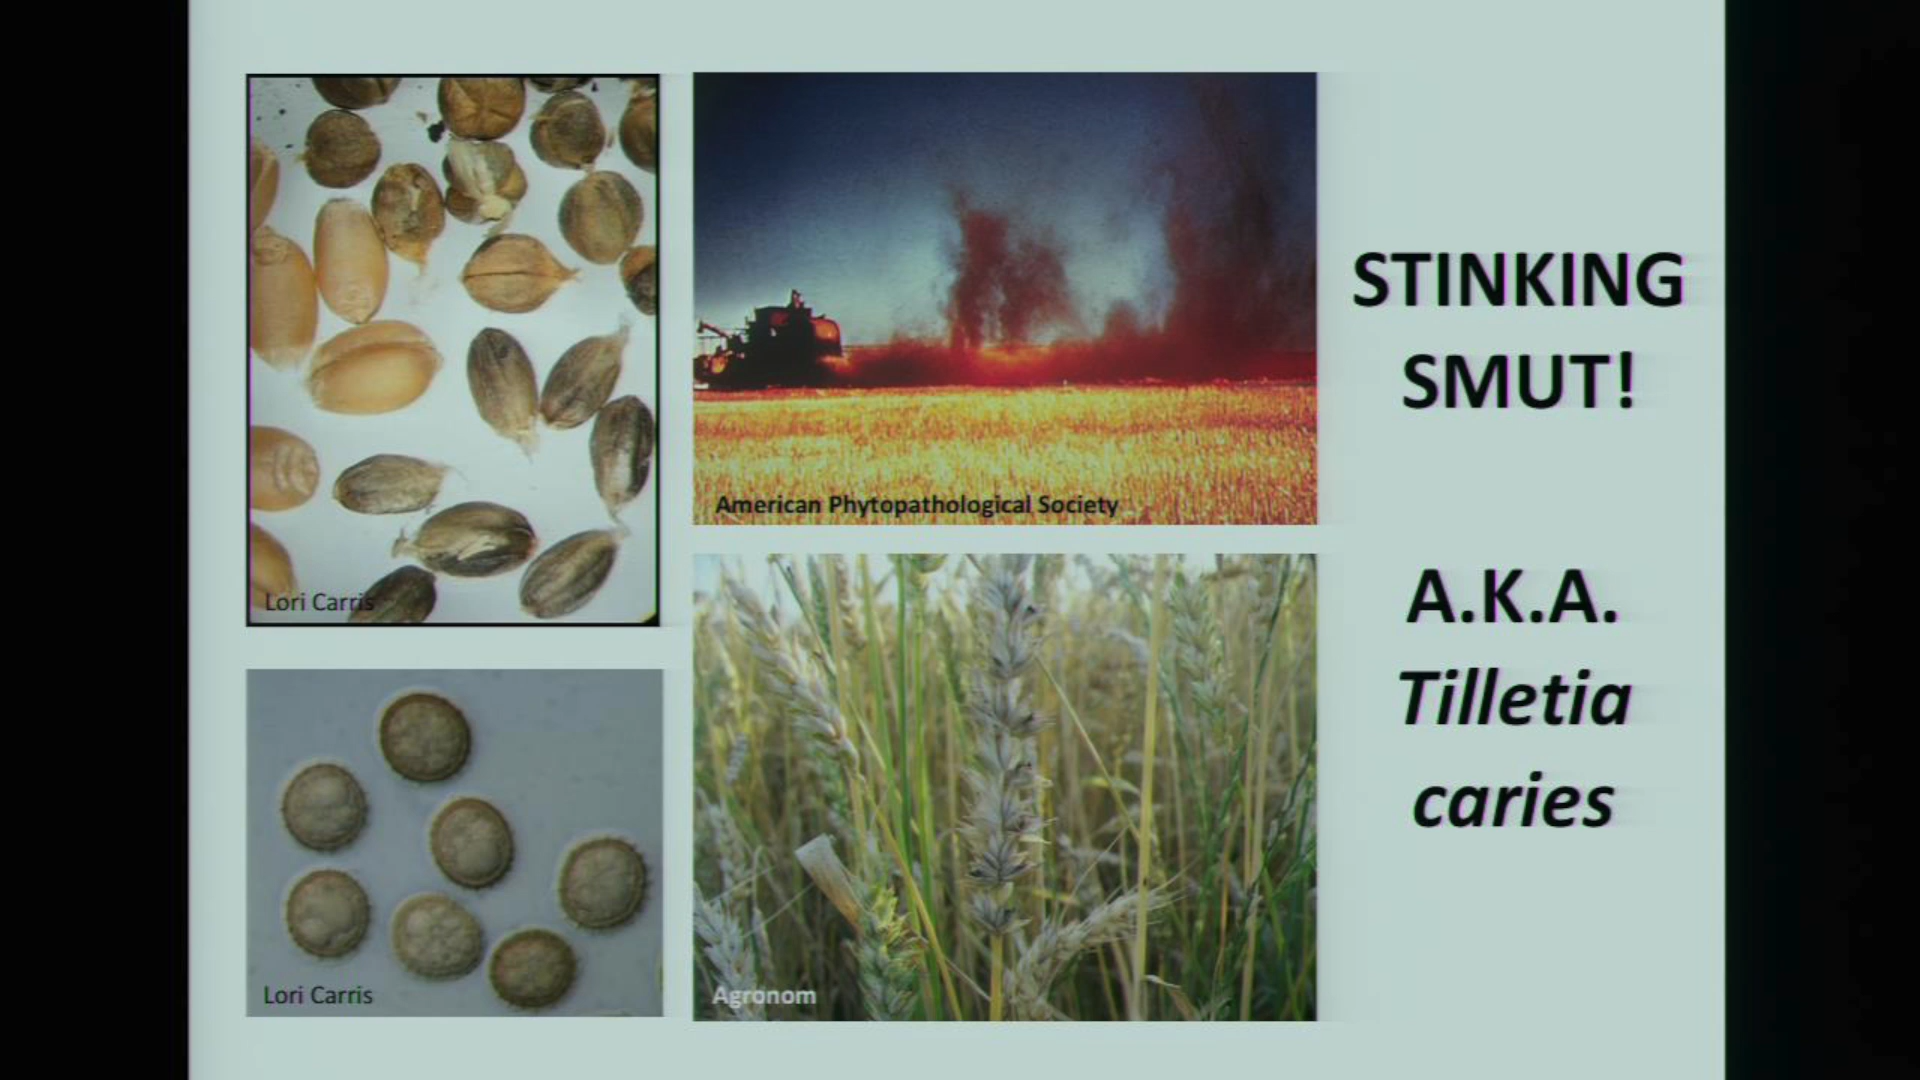 Lori Carris
American Phytopathological Society
Lori Carris
Agronom
STINKING
SMUT!
A.K.A.
Tilletia
caries